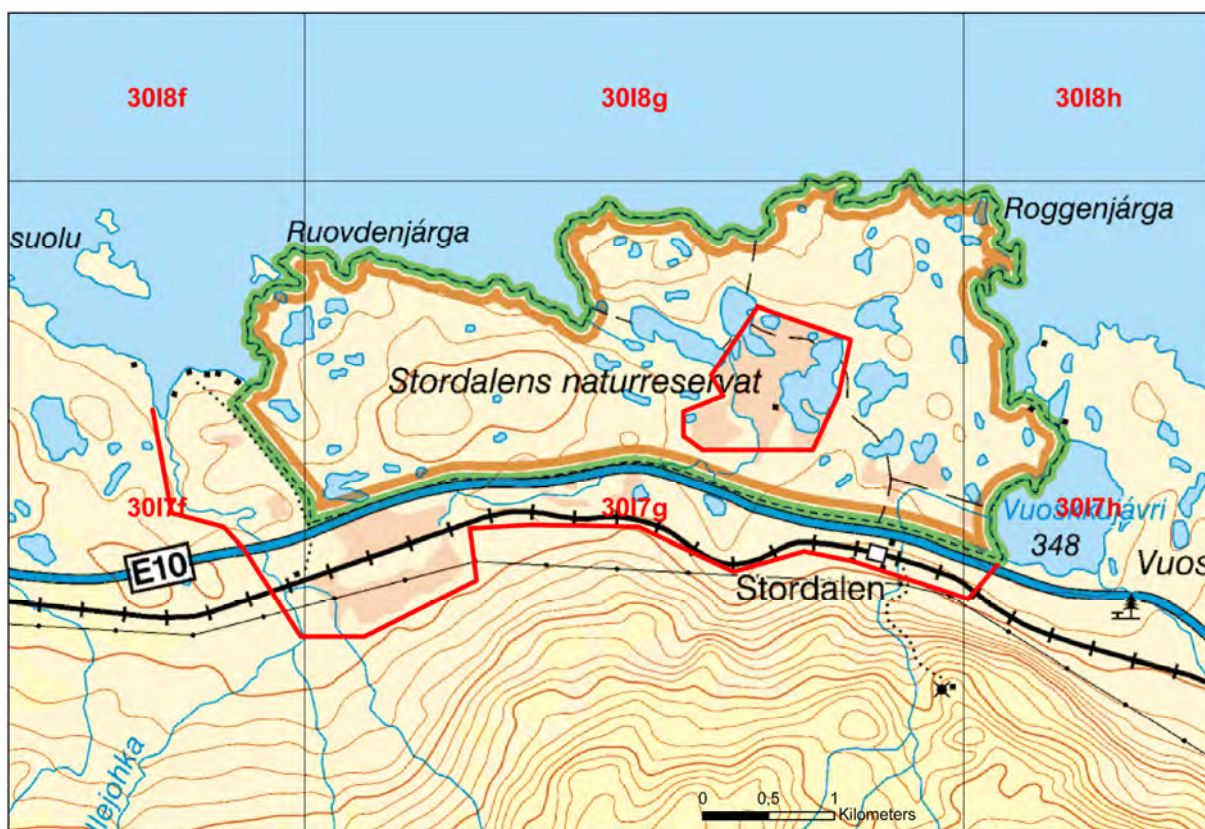 30I8f
30I8g
30I8h
suolu
Ruovdenjárga
Roggenjárga
Stordalens naturreservat
30I7f
30I7g
30I7h
348
E10
Stordalen
Vuos
llejohka
0 0,5 1
Kilometers